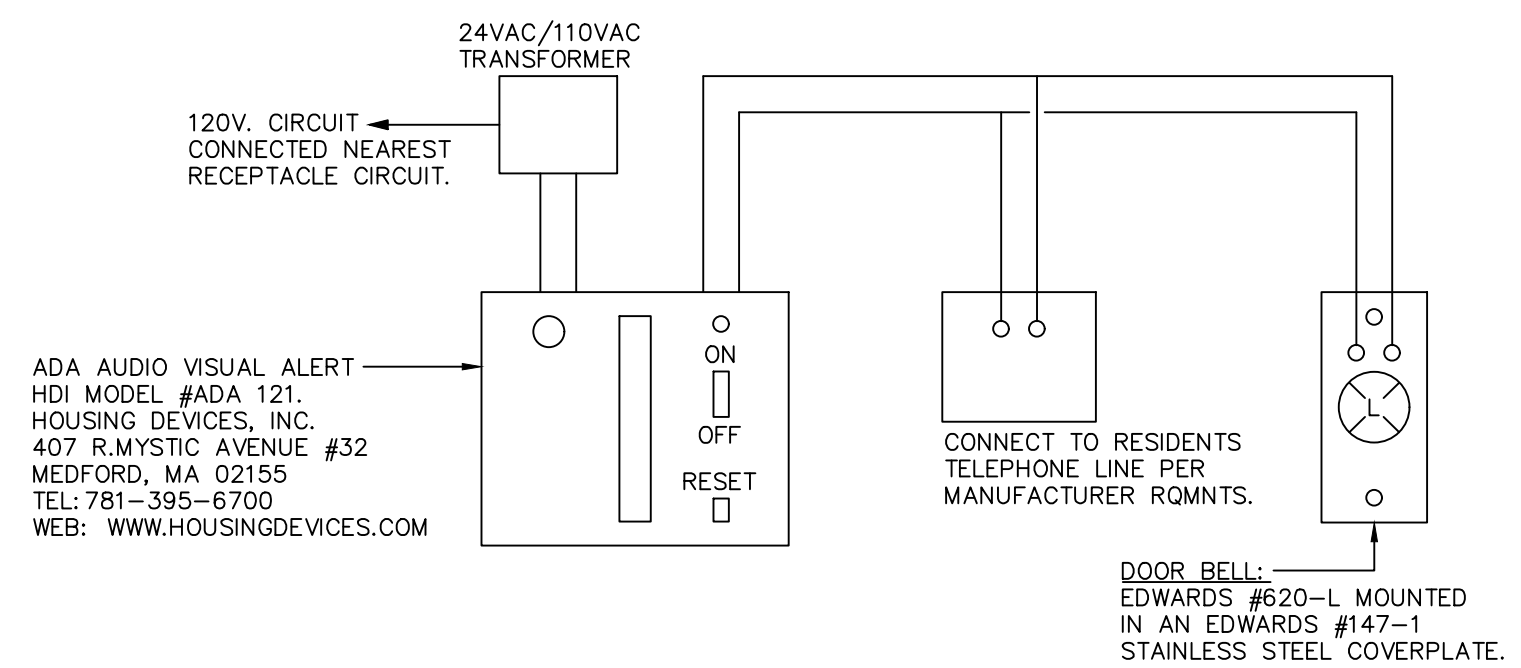 24VAC/110VAC
TRANSFORMER
120V. CIRCUIT
CONNECTED NEAREST
RECEPTACLE CIRCUIT.
ADA AUDIO VISUAL ALERT
HDI MODEL #ADA 121.
HOUSING DEVICES, INC.
407 R.MYSTIC AVENUE #32
MEDFORD, MA 02155
TEL: 781-395-6700
WEB: WWW.HOUSINGDEVICES.COM
ON
OFF
RESET
CONNECT TO RESIDENTS
TELEPHONE LINE PER
MANUFACTURER RQMNTS.
L
DOOR BELL:
EDWARDS #620-L MOUNTED
IN AN EDWARDS #147-1
STAINLESS STEEL COVERPLATE.